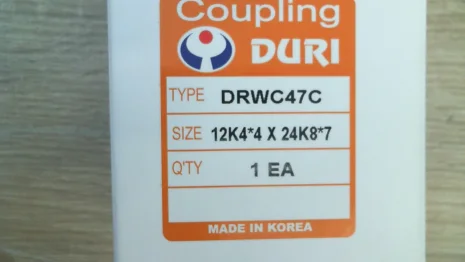 Coupling
DURI
TYPE DRWC47C
SIZE 12K4*4 X 24K8*7
Q'TY 1 EA
MADE IN KOREA